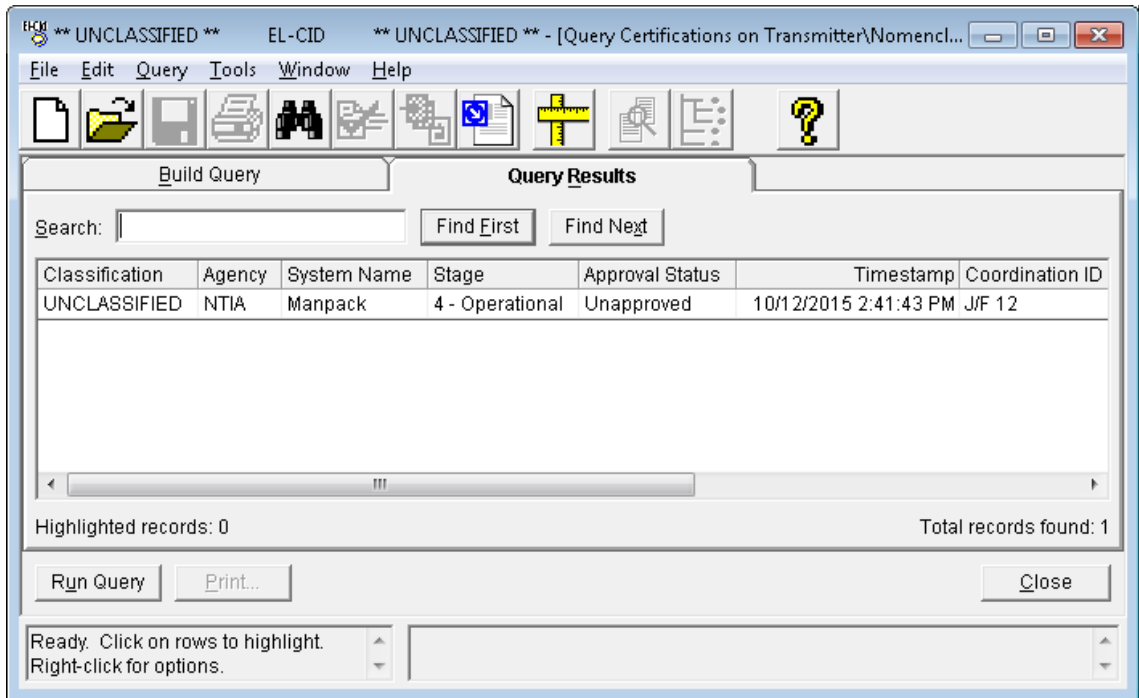 ** UNCLASSIFIED ** EL-CID ** UNCLASSIFIED ** - [Query Certifications on Transmitter\Nomencl...
File Edit Query Tools Window Help
Build Query Query Results
Search: Find First Find Next
Classification Agency System Name Stage Approval Status Timestamp Coordination ID
UNCLASSIFIED NTIA Manpack 4 - Operational Unapproved 10/12/2015 2:41:43 PM J/F 12
Highlighted records: 0 Total records found: 1
Run Query Print... Close
Ready. Click on rows to highlight.
Right-click for options.